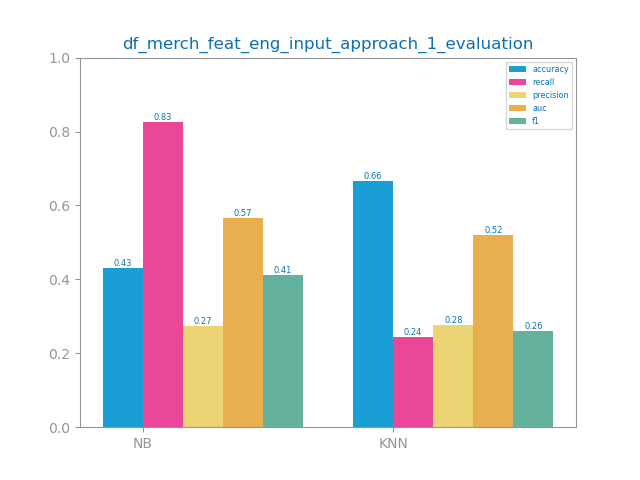 df_merch_feat_eng_input_approach_1_evaluation
accuracy
recall
precision
auc
f1
1.0
0.8
0.6
0.4
0.2
0.0
0.43
0.83
0.27
0.57
0.41
0.66
0.24
0.28
0.52
0.26
NB
KNN